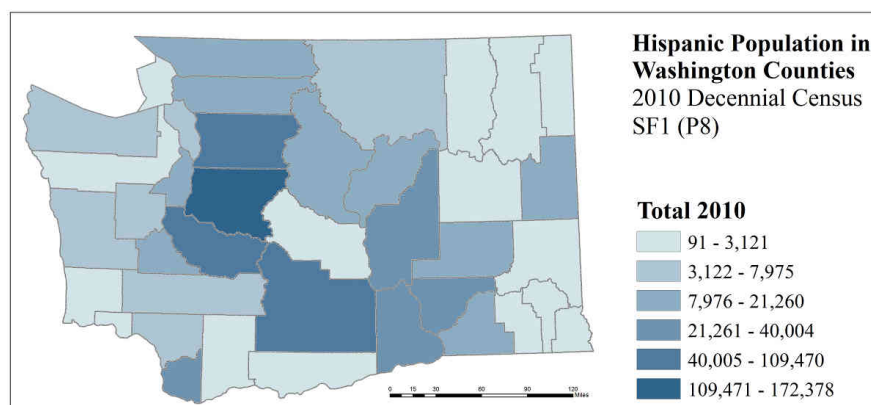 Hispanic Population in
Washington Counties
2010 Decennial Census
SF1 (P8)
Total 2010
91 - 3,121
3,122 - 7,975
7,976 - 21,260
21,261 - 40,004
40,005 - 109,470
109,471 - 172,378
0 15 30 60 90 120
Miles